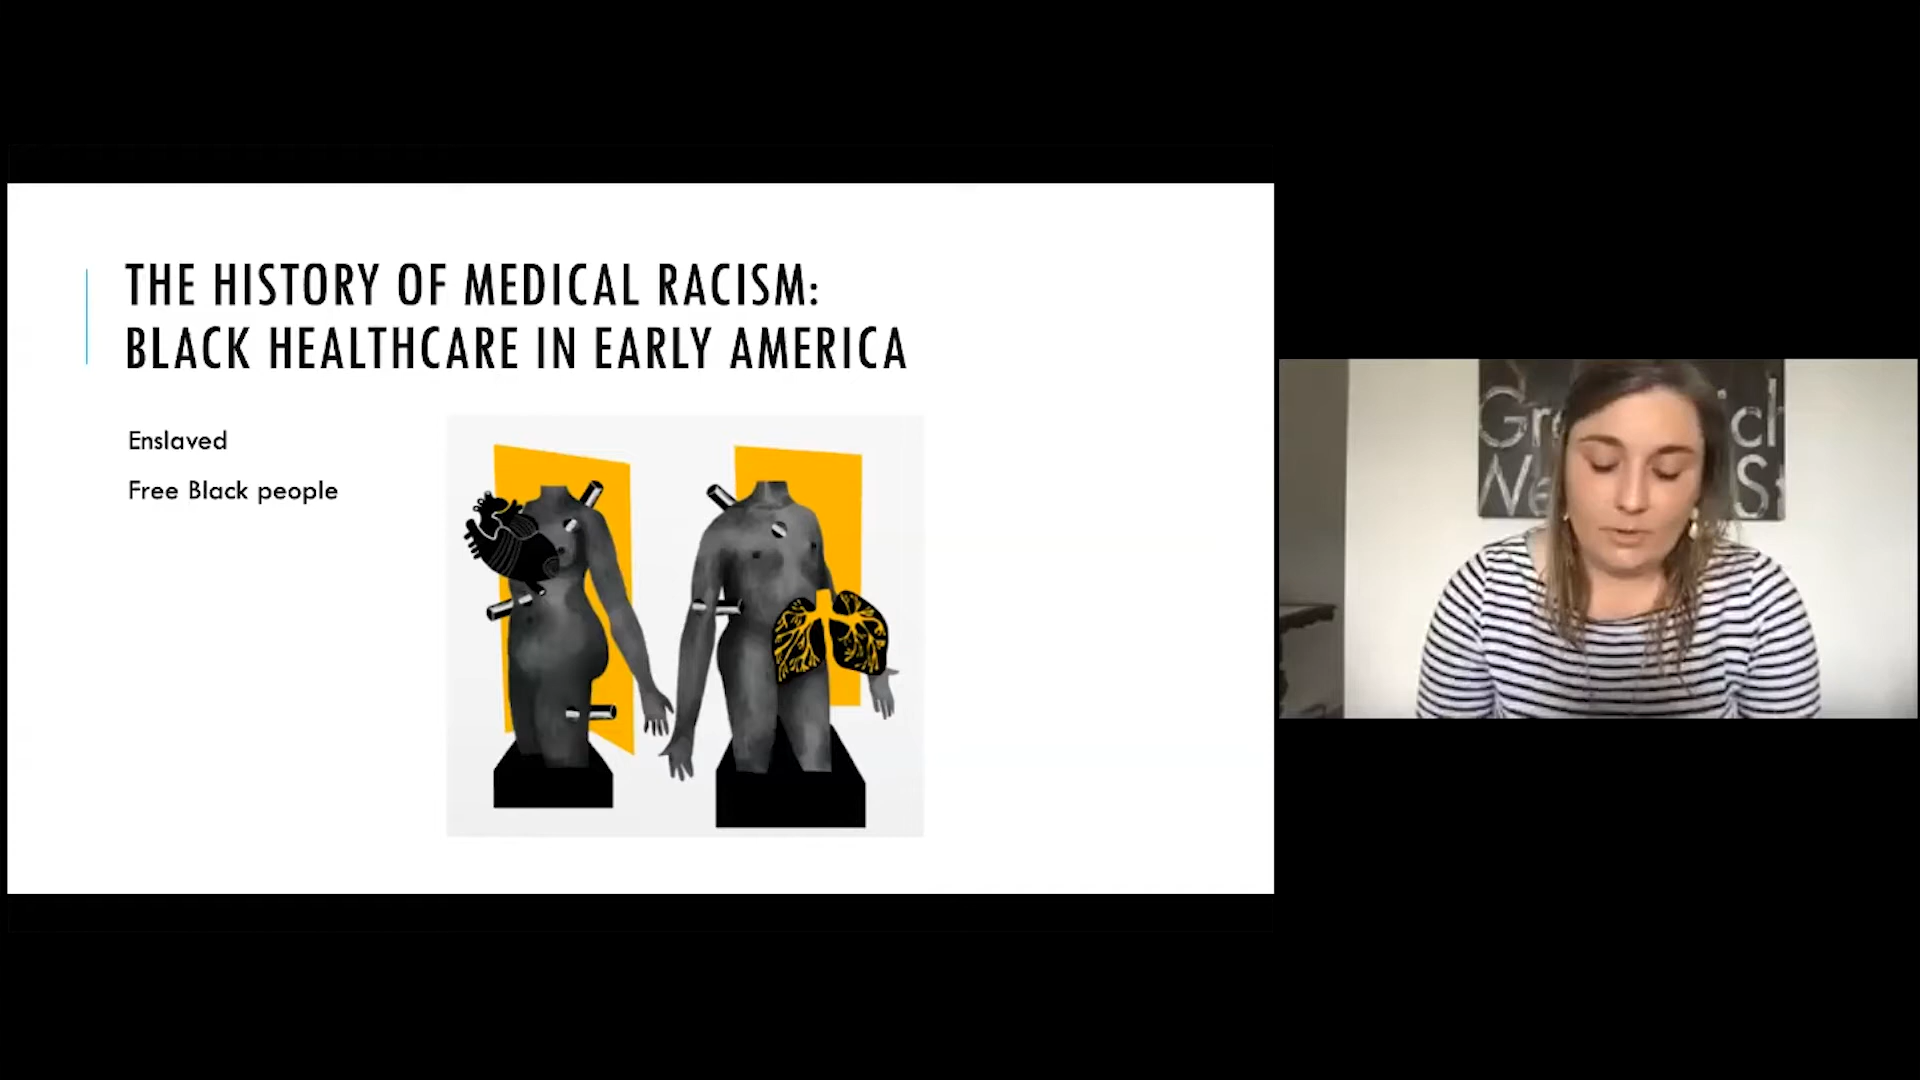 THE HISTORY OF MEDICAL RACISM:
BLACK HEALTHCARE IN EARLY AMERICA
Enslaved
Free Black people